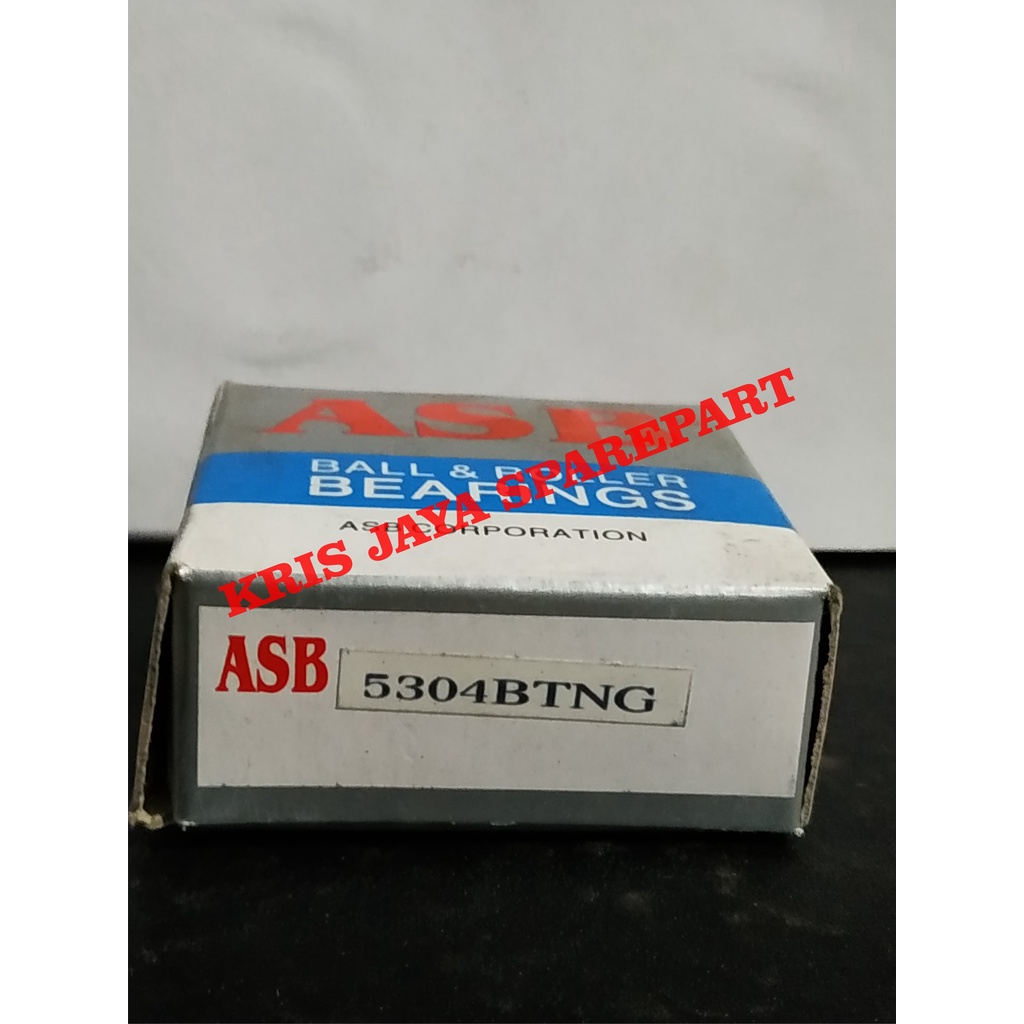 ASB
BALL & ROLLER
BEARINGS
ASB CORPORATION
KRIS JAYA SPAREPART
ASB 5304BTNG